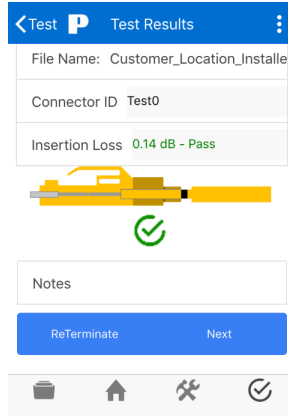 Test P Test Results
File Name: Customer_Location_Installe
Connector ID Test0
Insertion Loss 0.14 dB - Pass
Notes
ReTerminate Next